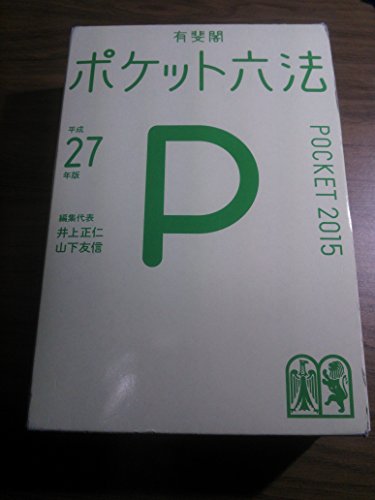 有斐閣
ポケット六法
平成
27
年版
P
POCKET 2015
編集代表
井上正仁
山下友信